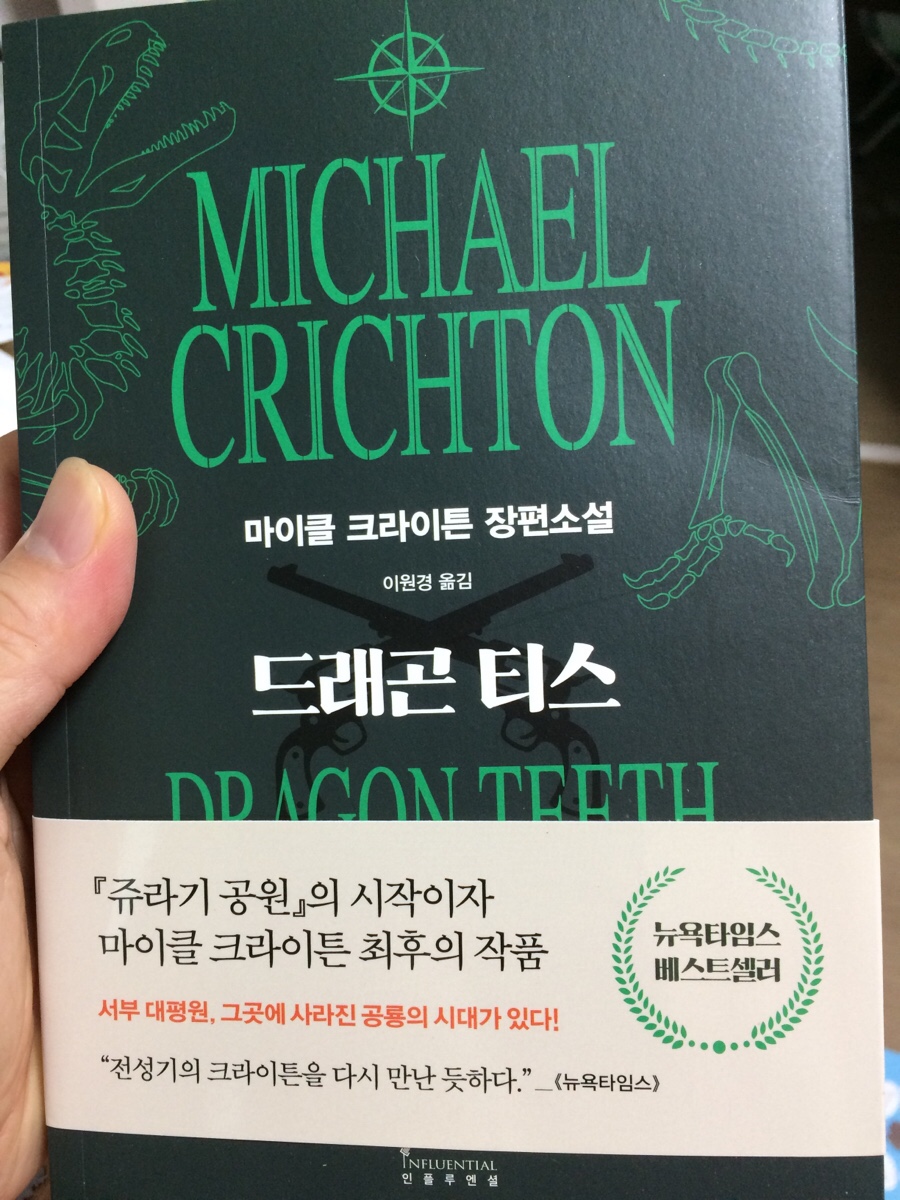 MICHAEL
CRICHTON
마이클 크라이튼 장편소설
이원경 옮김
드래곤 티스
DRAGON TEETH
『쥬라기 공원』의 시작이자
마이클 크라이튼 최후의 작품
서부 대평원, 그곳에 사라진 공룡의 시대가 있다!
“전성기의 크라이튼을 다시 만난 듯하다.” _《뉴욕타임스》
뉴욕타임스
베스트셀러
INFLUENTIAL
인플루엔셜